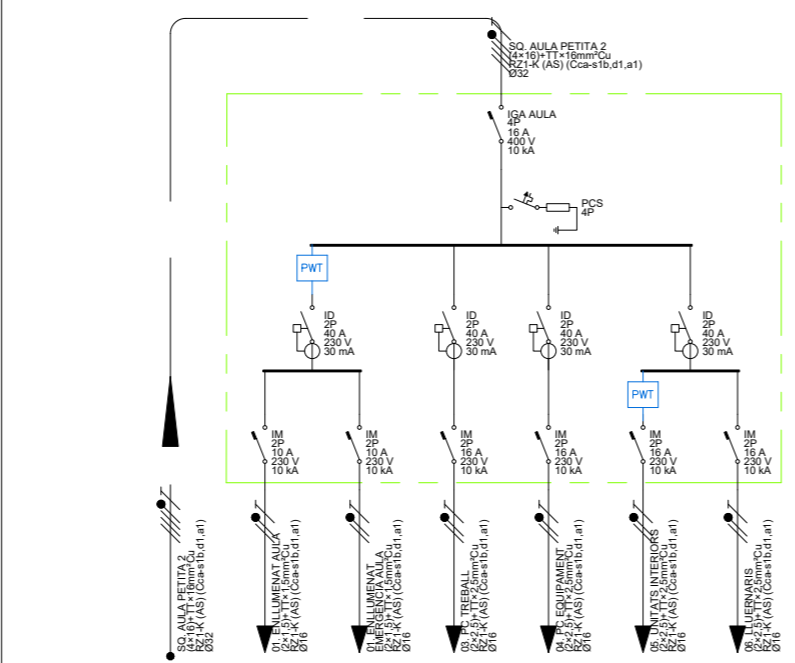 SQ. AULA PETITA 2
(4×16)+TT×16mm²Cu
RZ1-K (AS) (Cca-s1b,d1,a1)
Ø32
IGA AULA
4P
16 A
400 V
10 kA
PCS
4P
PWT
ID
2P
40 A
230 V
30 mA
ID
2P
40 A
230 V
30 mA
ID
2P
40 A
230 V
30 mA
ID
2P
40 A
230 V
30 mA
PWT
IM
2P
10 A
230 V
10 kA
IM
2P
10 A
230 V
10 kA
IM
2P
16 A
230 V
10 kA
IM
2P
16 A
230 V
10 kA
IM
2P
16 A
230 V
10 kA
IM
2P
16 A
230 V
10 kA
SQ. AULA PETITA 2
(4×16)+TT×16mm²Cu
RZ1-K (AS) (Cca-s1b,d1,a1)
Ø32
01. ENLLUMENAT AULA
(2×1,5)+TT×1,5mm²Cu
RZ1-K (AS) (Cca-s1b,d1,a1)
Ø16
01. ENLLUMENAT
EMERGÈNCIA AULA
(2×1,5)+TT×1,5mm²Cu
RZ1-K (AS) (Cca-s1b,d1,a1)
Ø16
03. PC TREBALL
(2×2,5)+TT×2,5mm²Cu
RZ1-K (AS) (Cca-s1b,d1,a1)
Ø16
04. PC EQUIPAMENT
(2×2,5)+TT×2,5mm²Cu
RZ1-K (AS) (Cca-s1b,d1,a1)
Ø16
05. UNITATS INTERIORS
(2×2,5)+TT×2,5mm²Cu
RZ1-K (AS) (Cca-s1b,d1,a1)
Ø16
06. LLUERNARIS
(2×2,5)+TT×2,5mm²Cu
RZ1-K (AS) (Cca-s1b,d1,a1)
Ø16